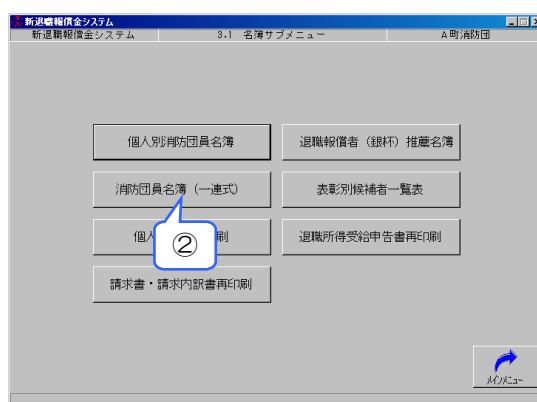 新退職報償金システム
新退職報償金システム 3.1 名簿サブメニュー A町消防団
個人別消防団員名簿 退職報償者（銀杯）推薦名簿
消防団員名簿（一連式） 表彰別候補者一覧表
個人 刷 退職所得受給申告書再印刷
②
請求書・請求内訳書再印刷
メインメニュー